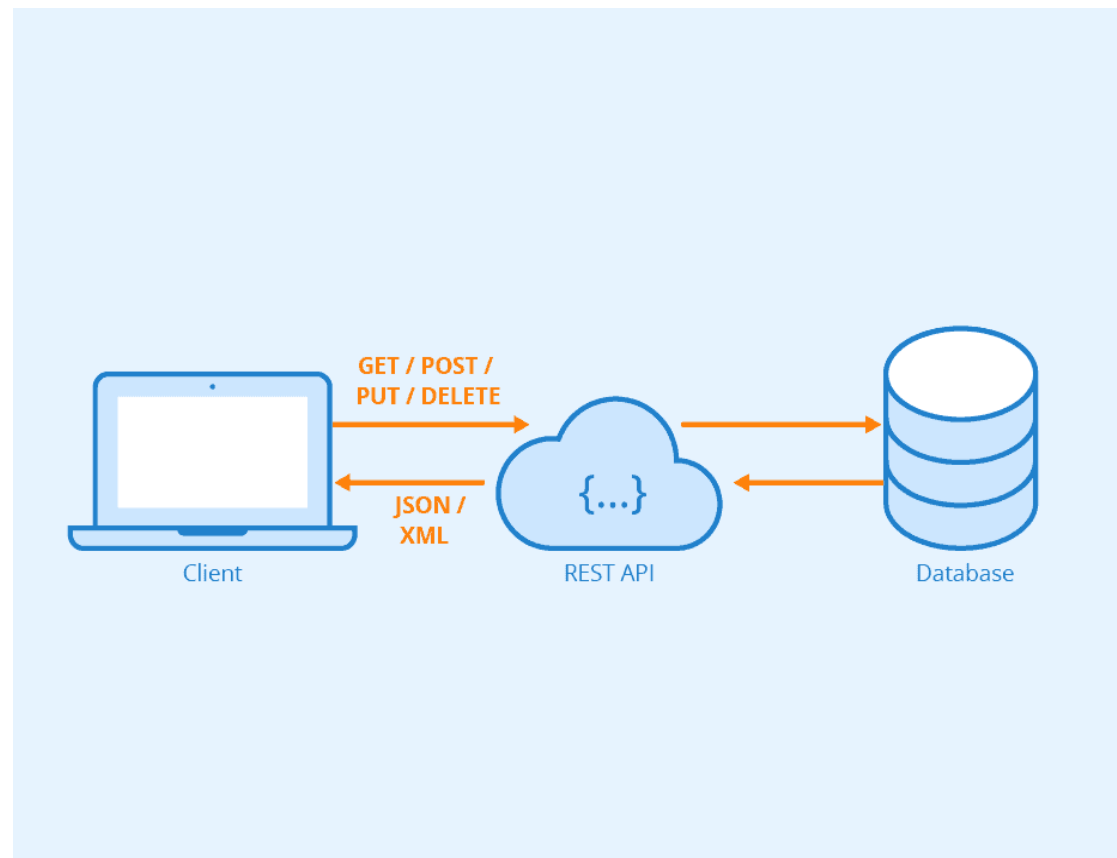 GET / POST /
PUT / DELETE
{...}
JSON /
XML
Client
REST API
Database